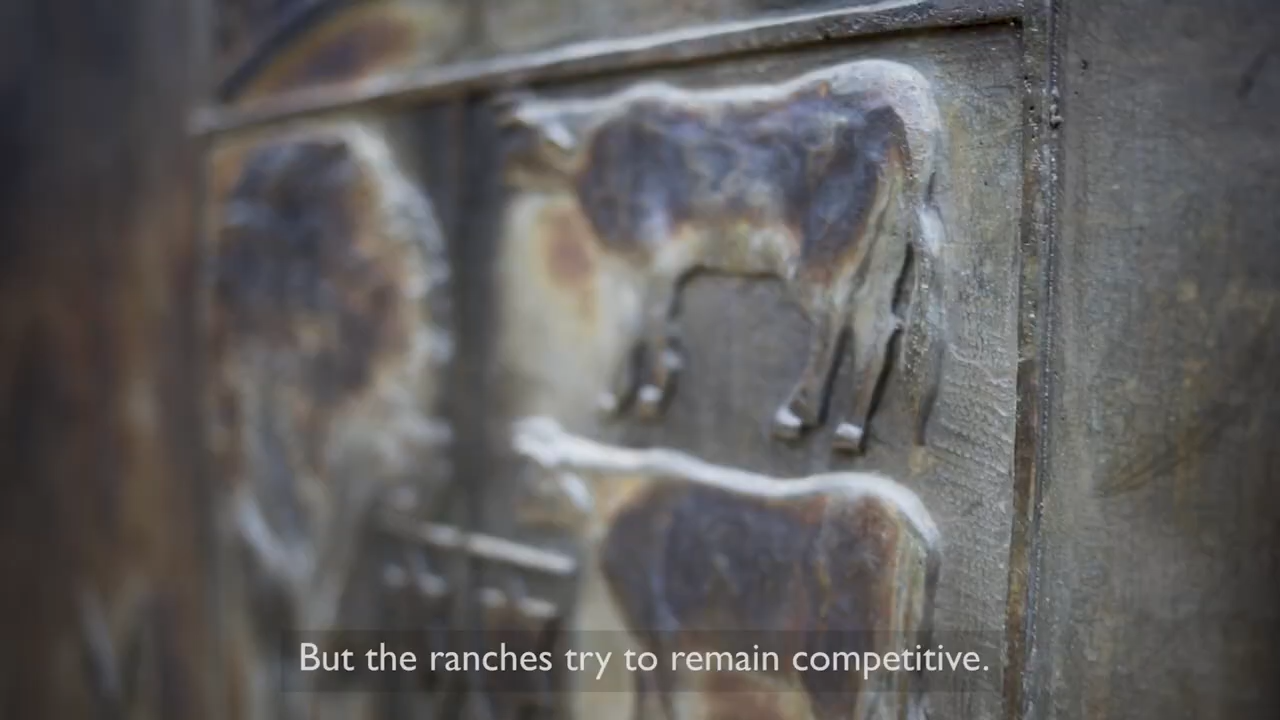 But the ranches try to remain competitive.